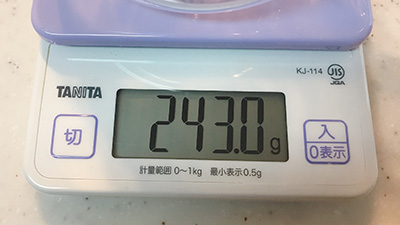 KJ-114 JIS
JQA
TANITA
243.0g
切
入
0表示
計量範囲 0~1kg 最小表示0.5g